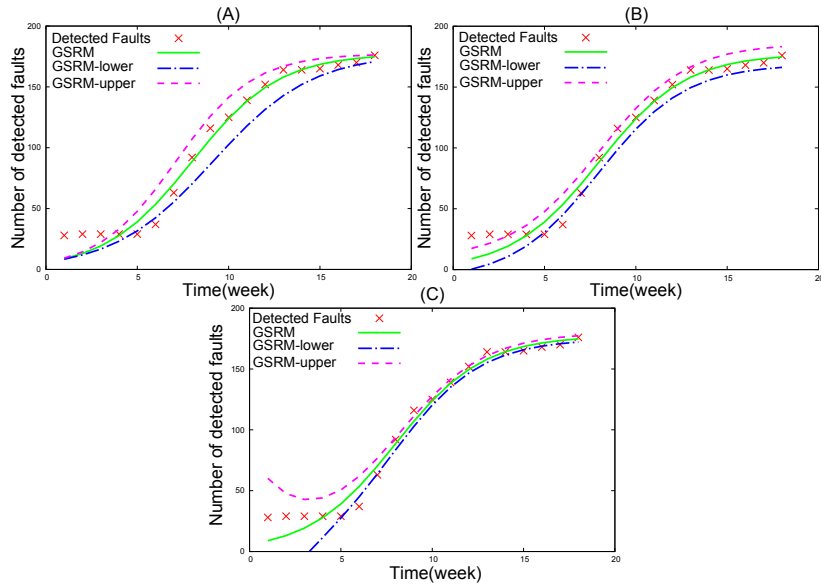 (A)
Detected Faults
GSRM
GSRM-lower
GSRM-upper
Number of detected faults
200
150
100
50
0
0 5 10 15 20
Time(week)
(B)
Detected Faults
GSRM
GSRM-lower
GSRM-upper
Number of detected faults
200
150
100
50
0
0 5 10 15 20
Time(week)
(C)
Detected Faults
GSRM
GSRM-lower
GSRM-upper
Number of detected faults
200
150
100
50
0
0 5 10 15 20
Time(week)